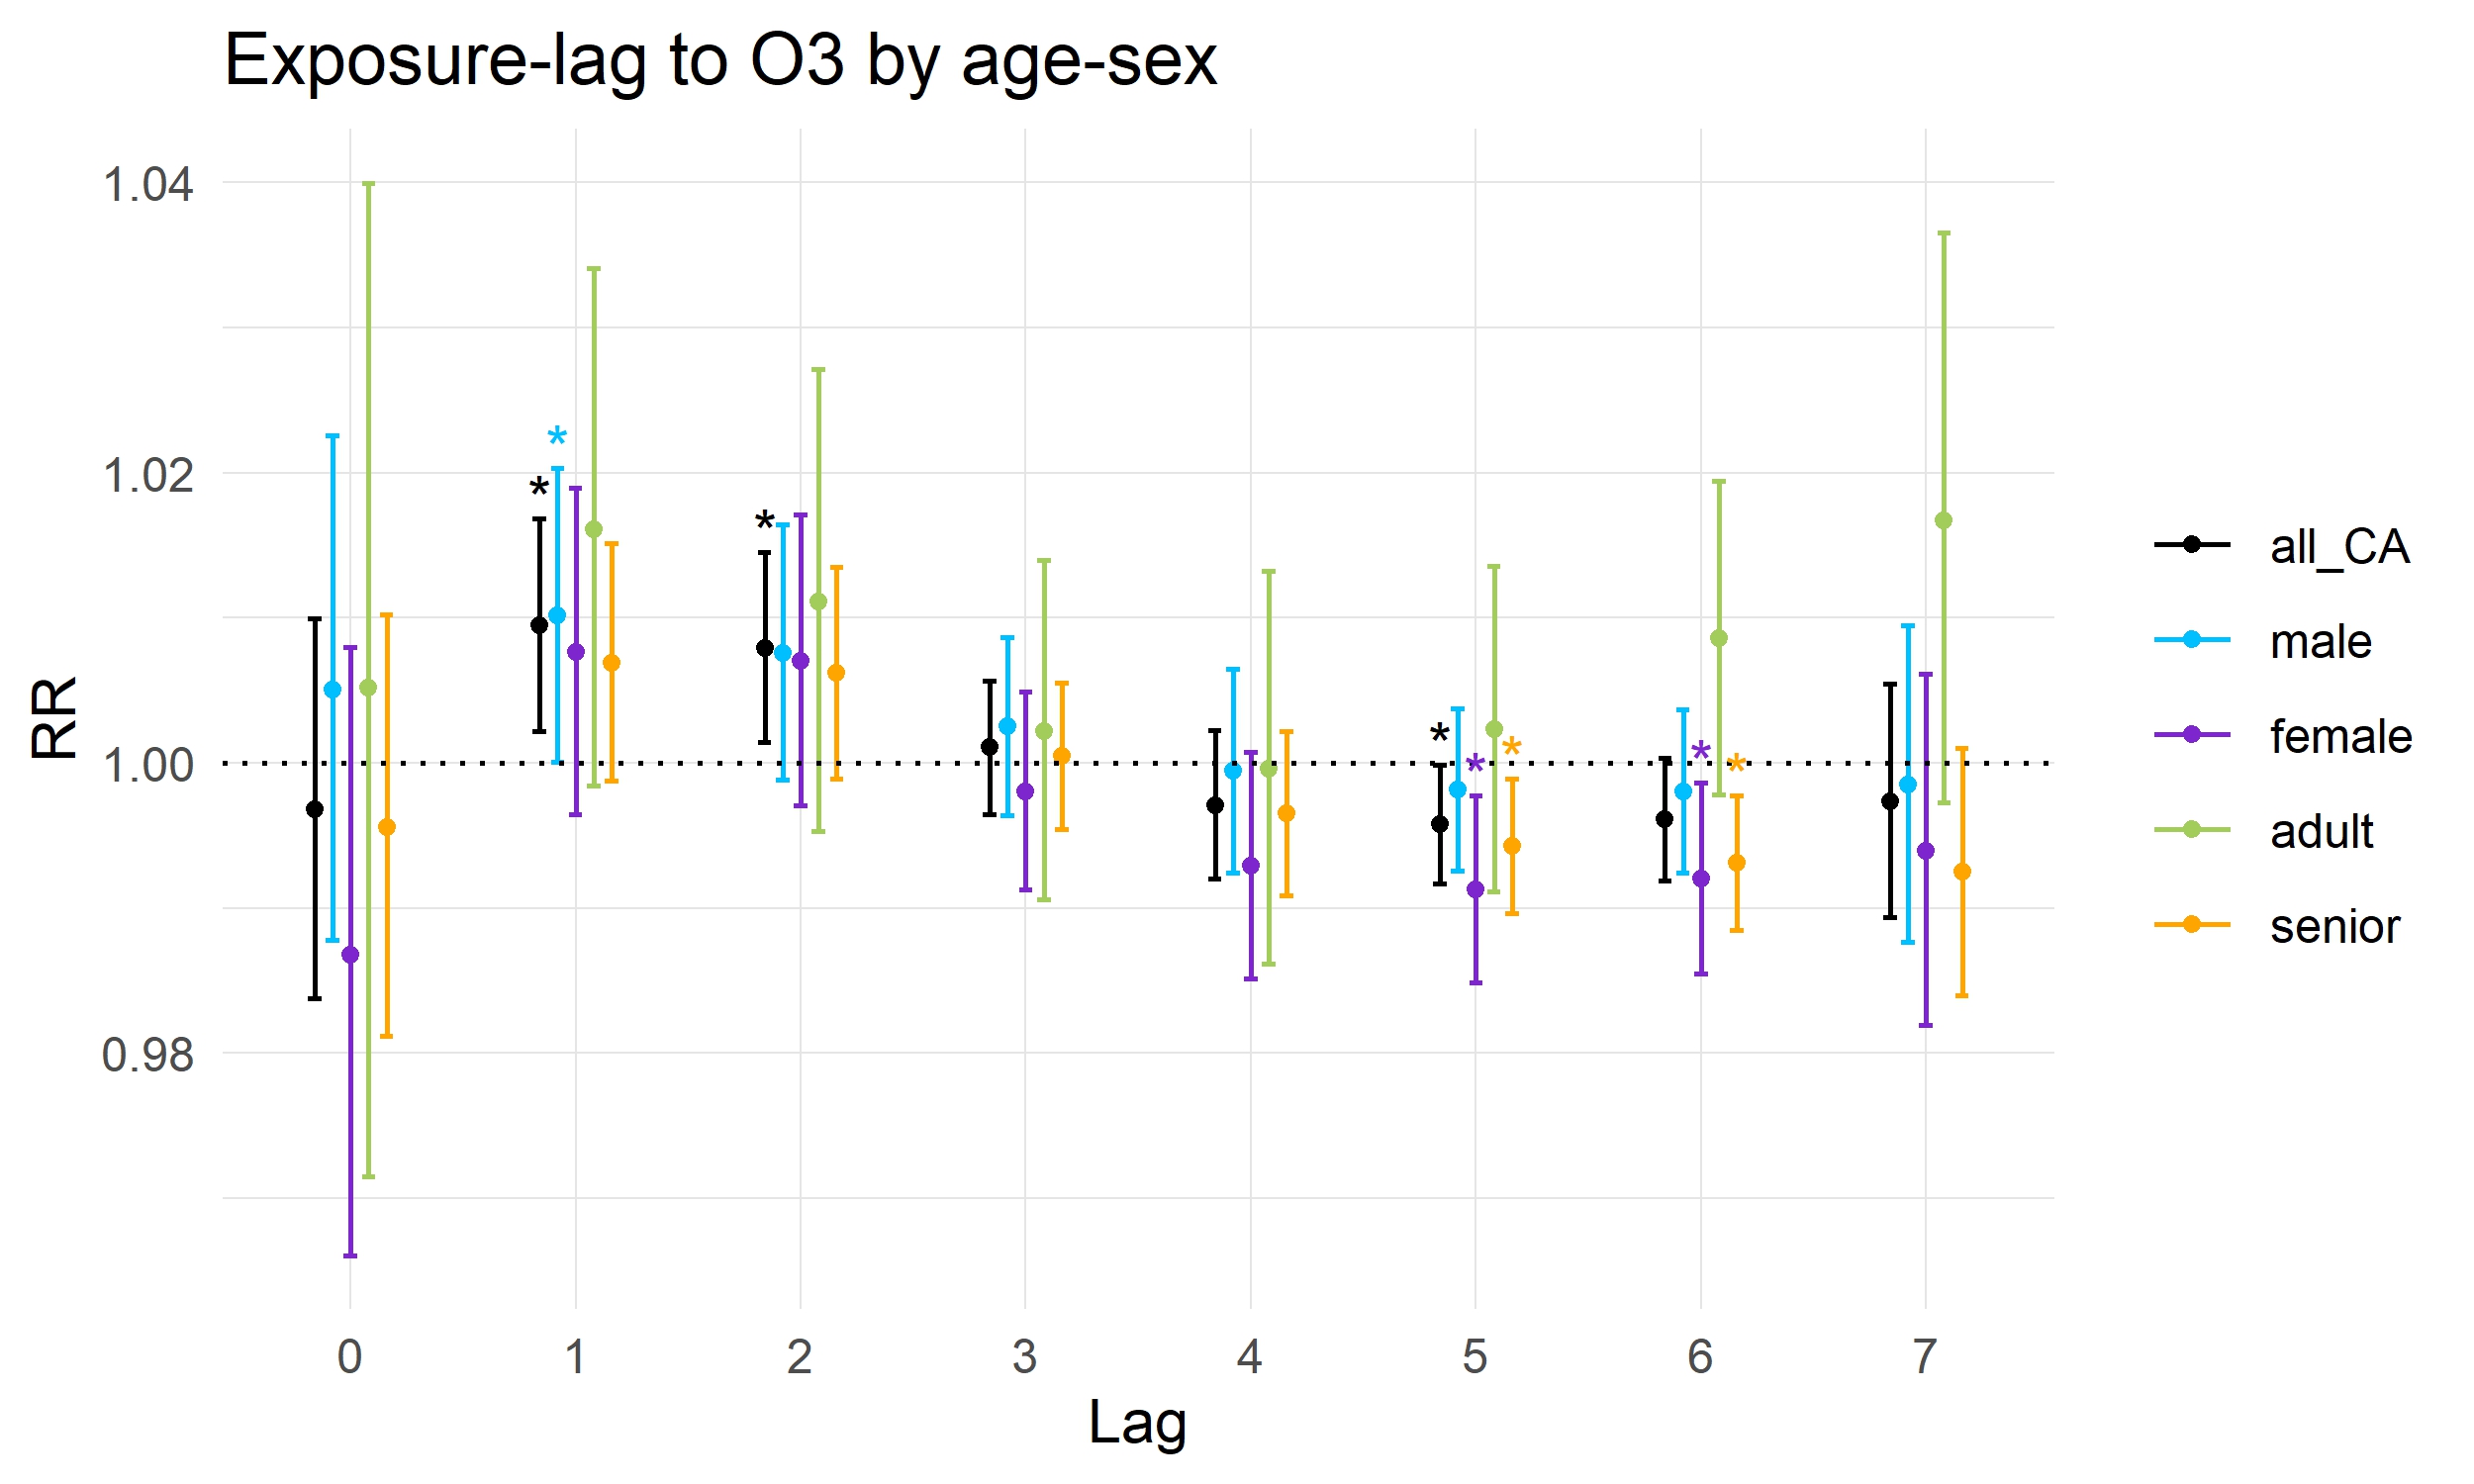 Exposure-lag to O3 by age-sex
1.04
1.02
1.00
0.98
RR
* * * * * * * *
0 1 2 3 4 5 6 7
Lag
all_CA
male
female
adult
senior